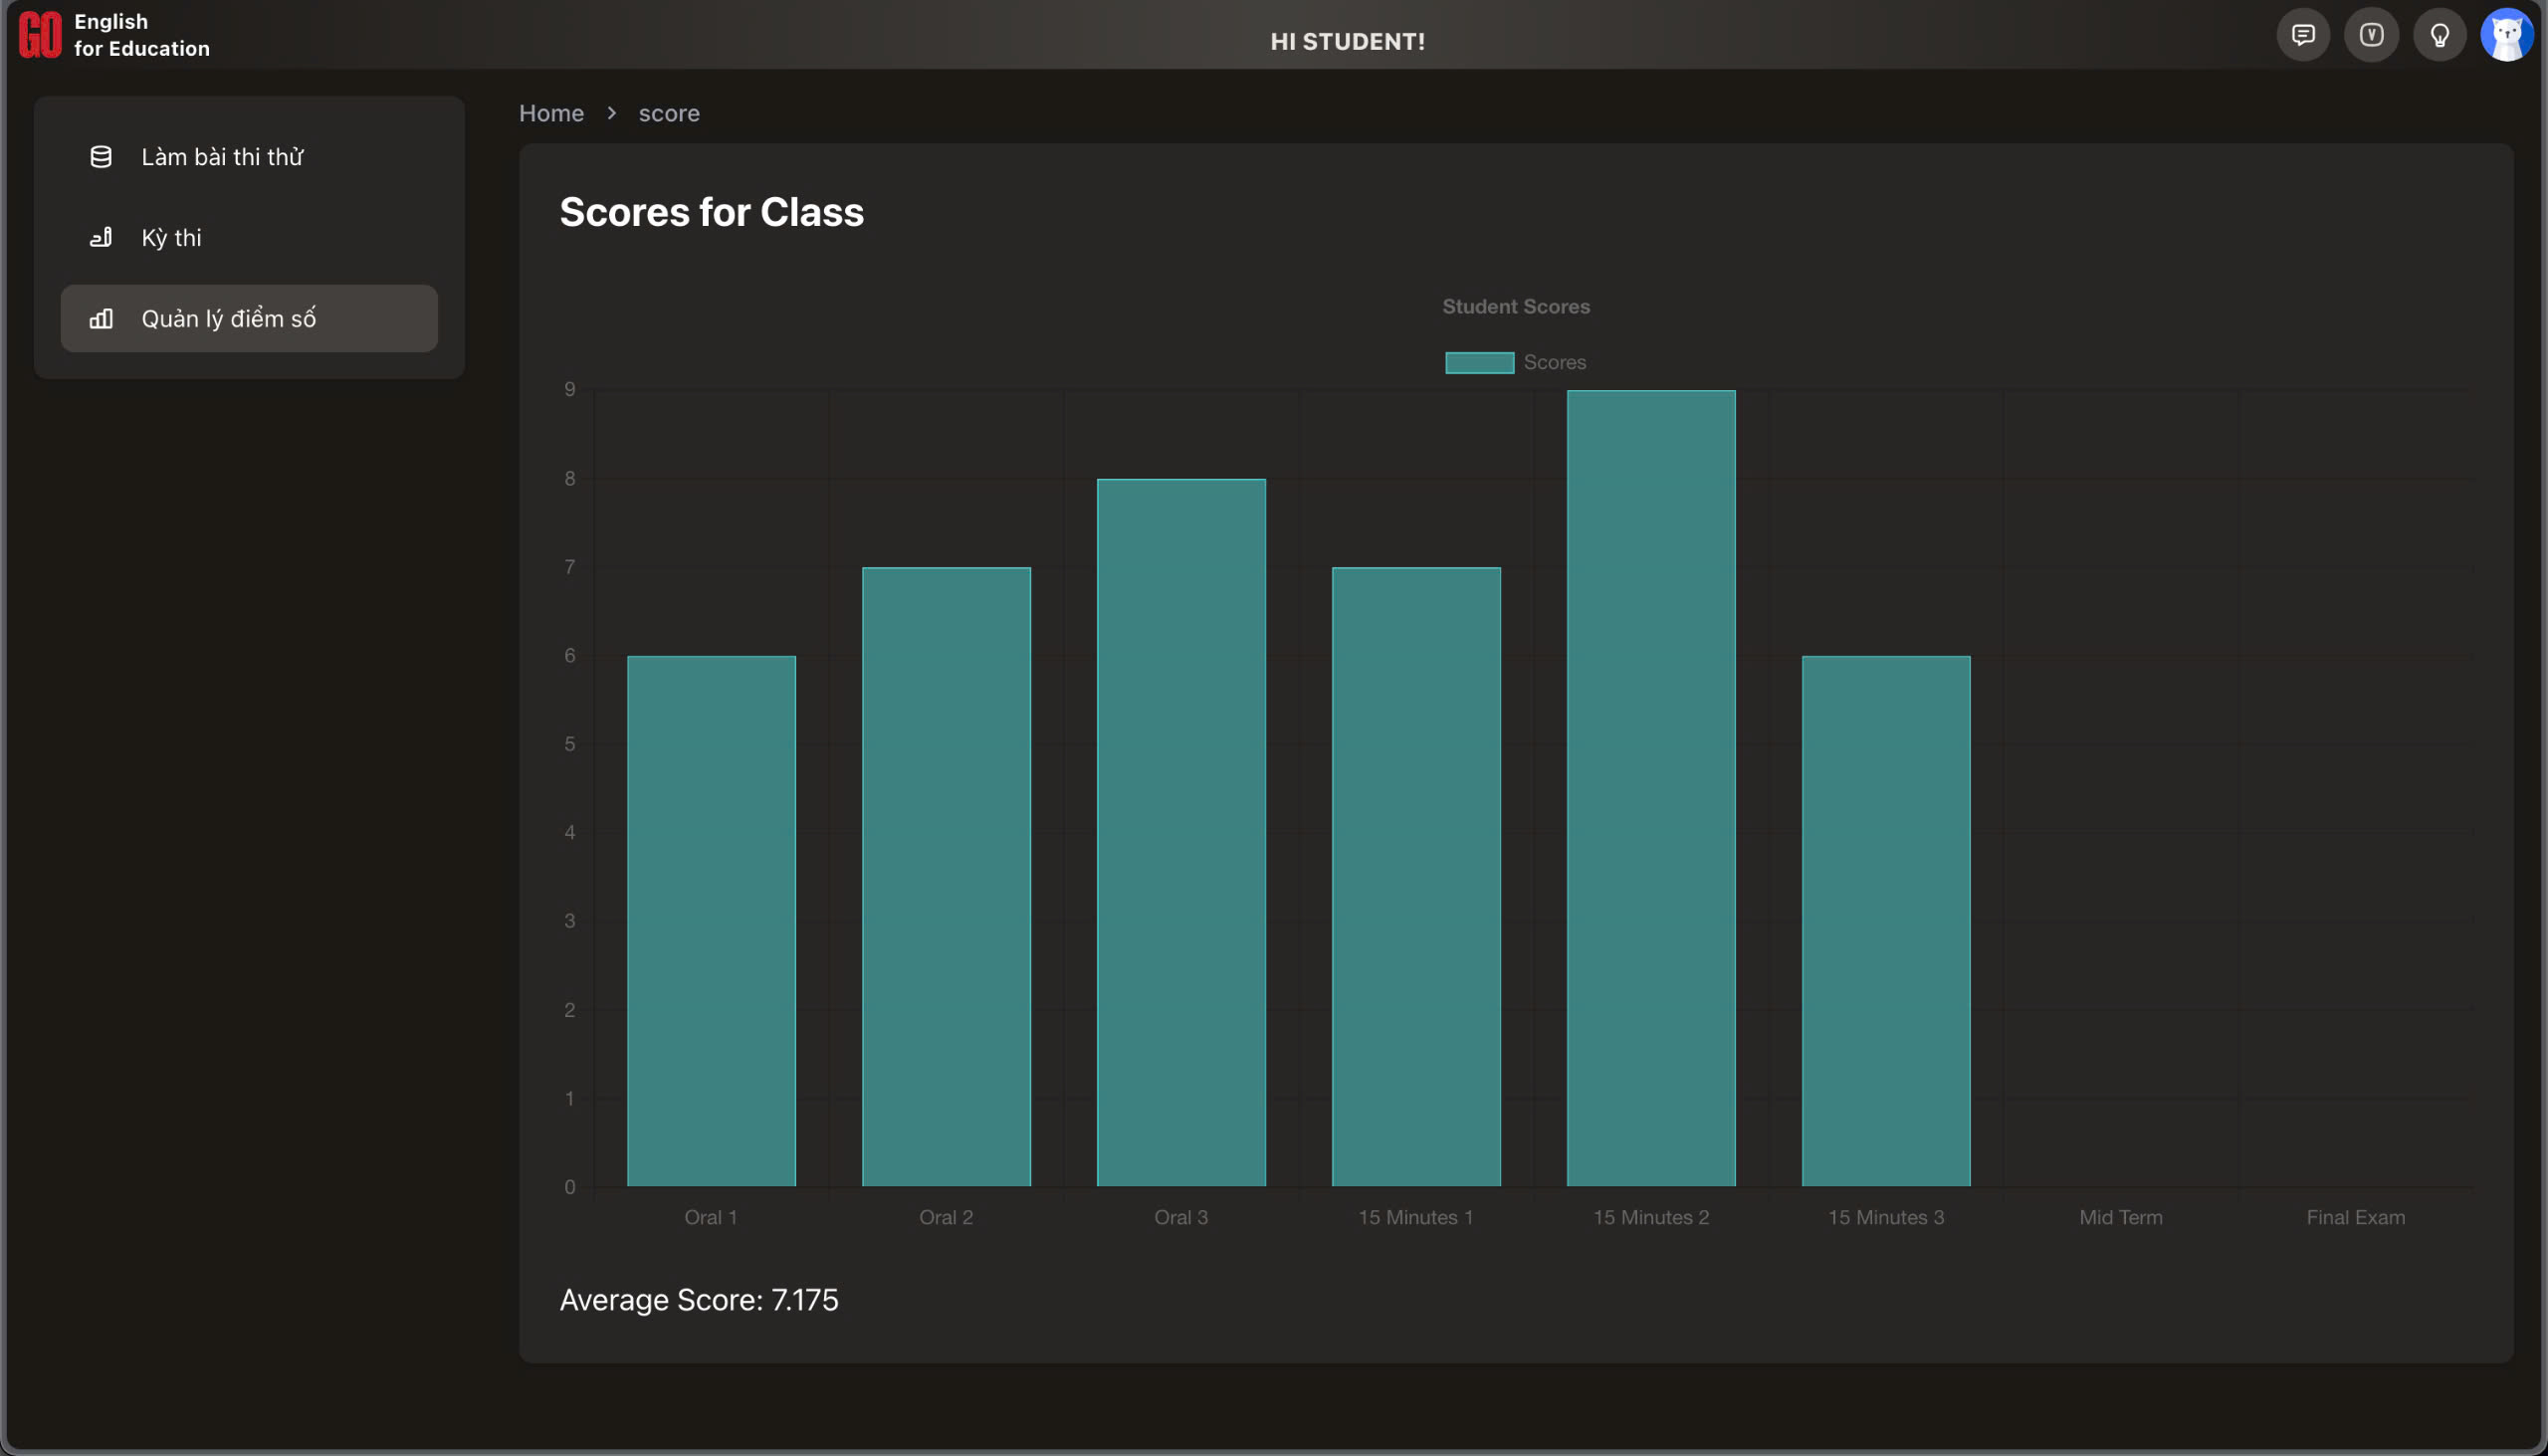 GO
English
for Education
HI STUDENT!
V
Làm bài thi thử
Kỳ thi
Quản lý điểm số
Home > score
Scores for Class
Student Scores
Scores
9
8
7
6
5
4
3
2
1
0
Oral 1 Oral 2 Oral 3 15 Minutes 1 15 Minutes 2 15 Minutes 3 Mid Term Final Exam
Average Score: 7.175